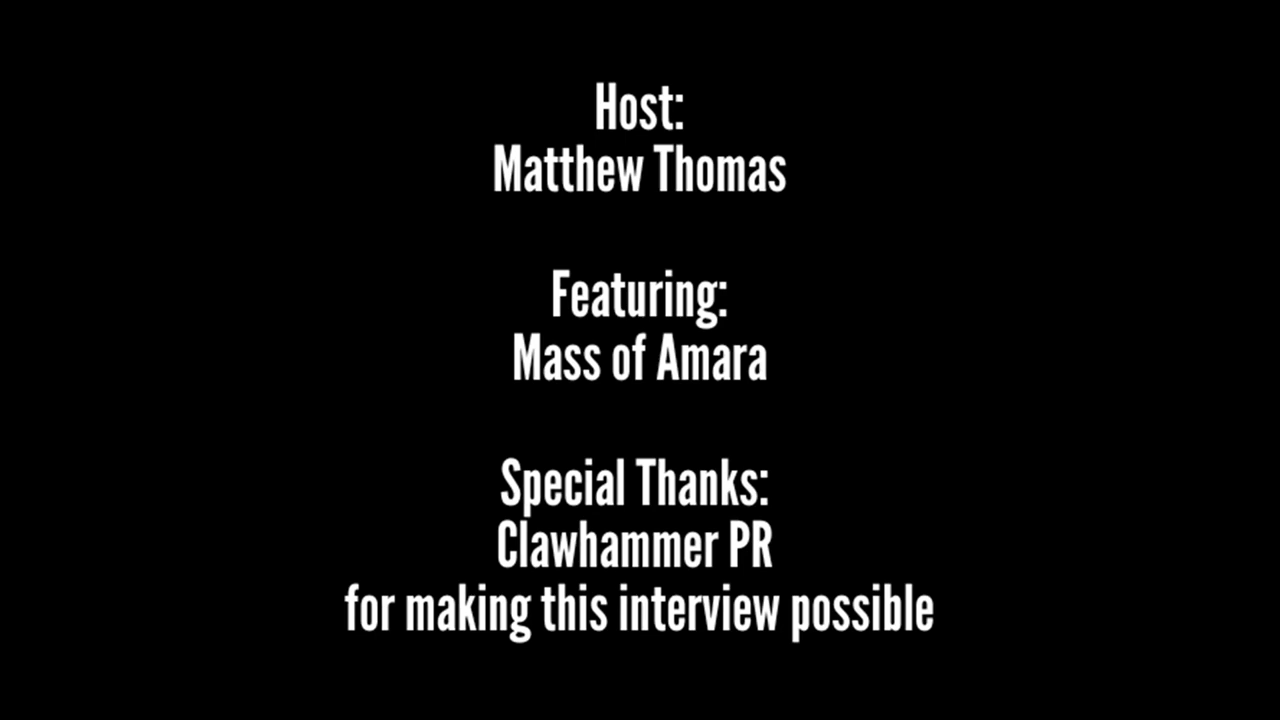 Host:
Matthew Thomas
Featuring:
Mass of Amara
Special Thanks:
Clawhammer PR
for making this interview possible